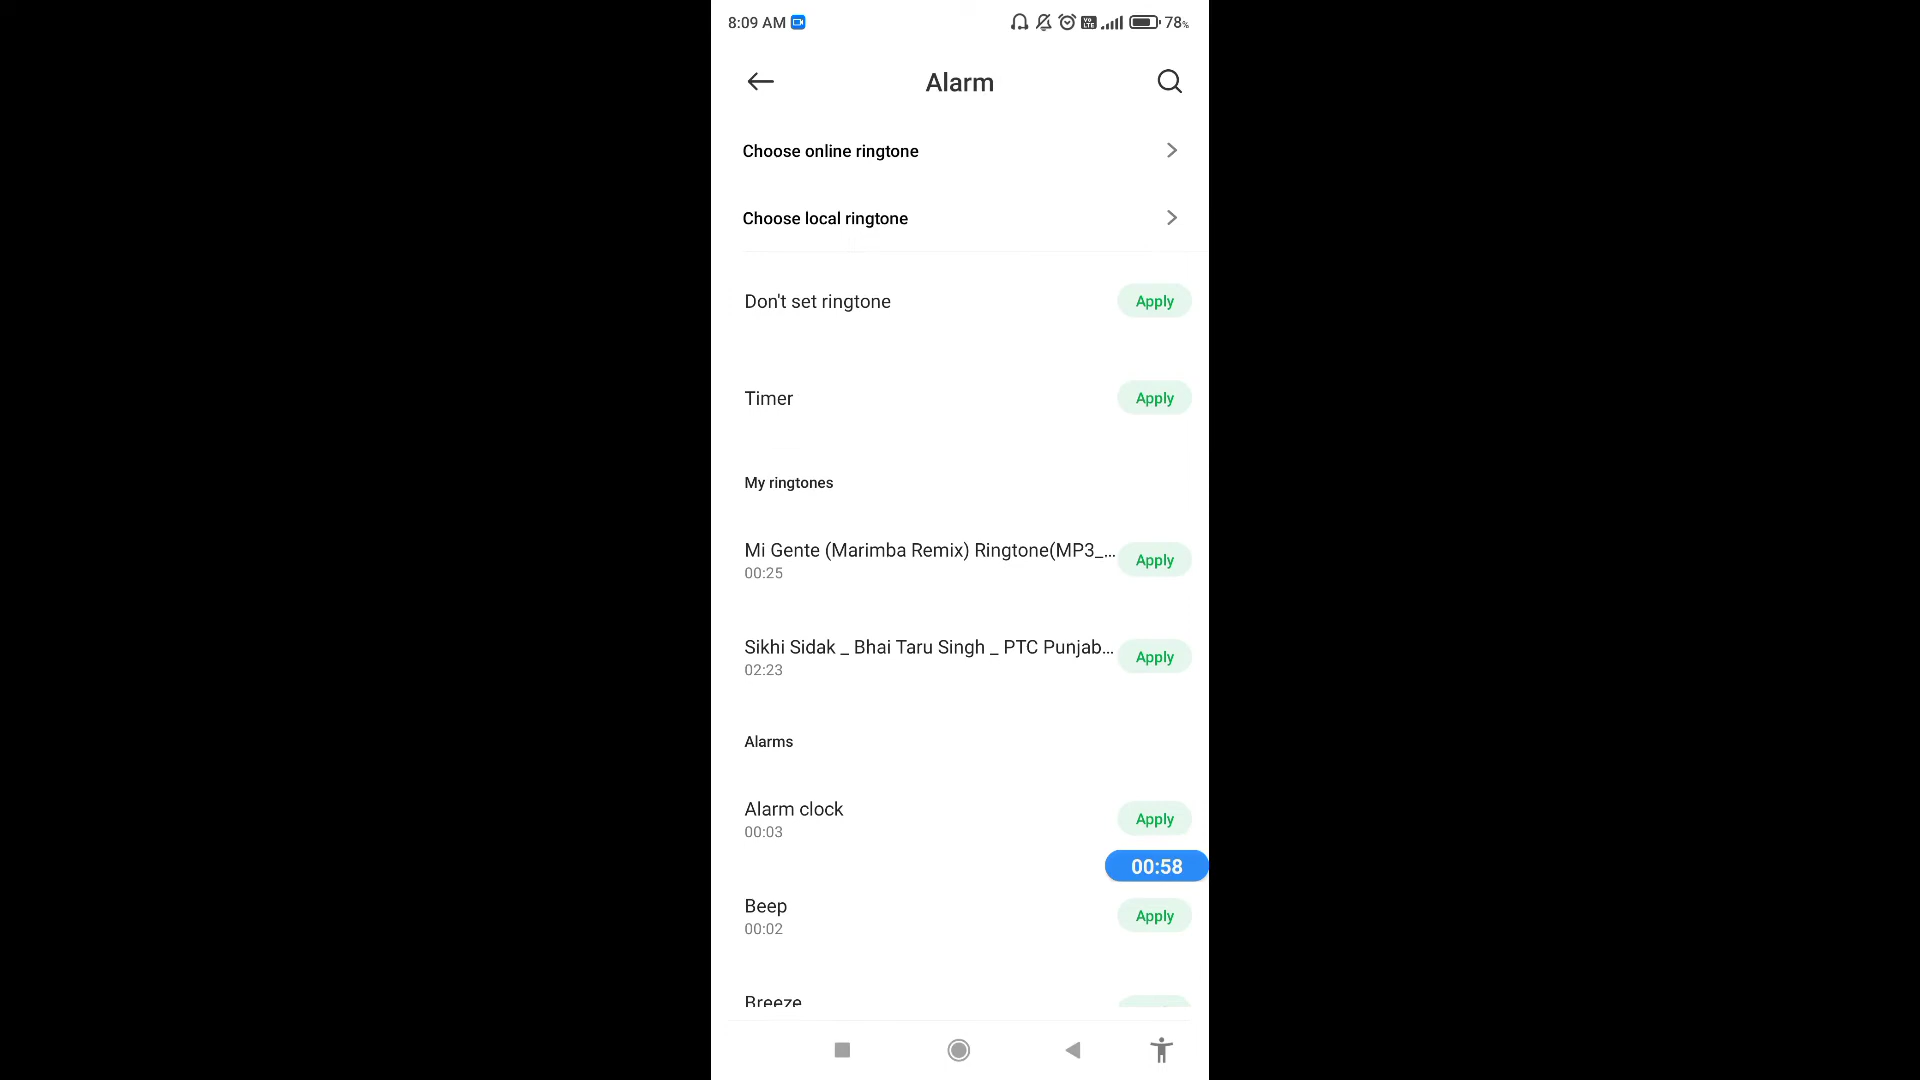 8:09 AM
Vo LTE
78%
Alarm
Choose online ringtone
Choose local ringtone
Don't set ringtone
Apply
Timer
Apply
My ringtones
Mi Gente (Marimba Remix) Ringtone(MP3_...
00:25
Apply
Sikhi Sidak _ Bhai Taru Singh _ PTC Punjab...
02:23
Apply
Alarms
Alarm clock
00:03
Apply
00:58
Beep
00:02
Apply
Breeze